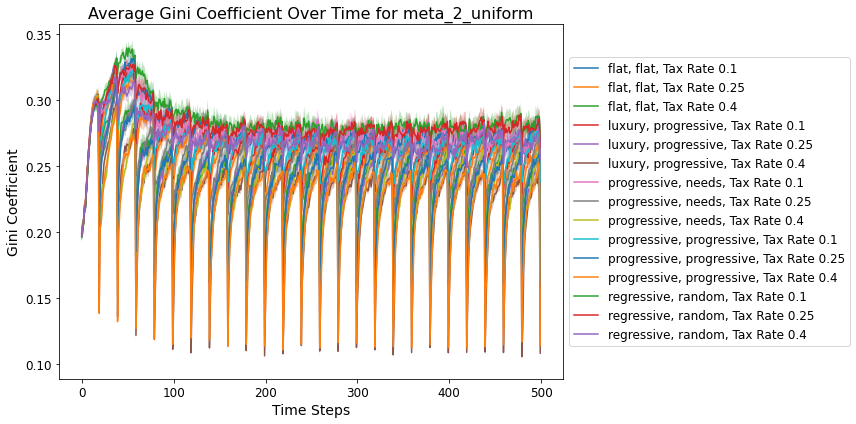 Average Gini Coefficient Over Time for meta_2_uniform
0.35
0.30
0.25
0.20
0.15
0.10
Gini Coefficient
0
100
200
300
400
500
Time Steps
flat, flat, Tax Rate 0.1
flat, flat, Tax Rate 0.25
flat, flat, Tax Rate 0.4
luxury, progressive, Tax Rate 0.1
luxury, progressive, Tax Rate 0.25
luxury, progressive, Tax Rate 0.4
progressive, needs, Tax Rate 0.1
progressive, needs, Tax Rate 0.25
progressive, needs, Tax Rate 0.4
progressive, progressive, Tax Rate 0.1
progressive, progressive, Tax Rate 0.25
progressive, progressive, Tax Rate 0.4
regressive, random, Tax Rate 0.1
regressive, random, Tax Rate 0.25
regressive, random, Tax Rate 0.4